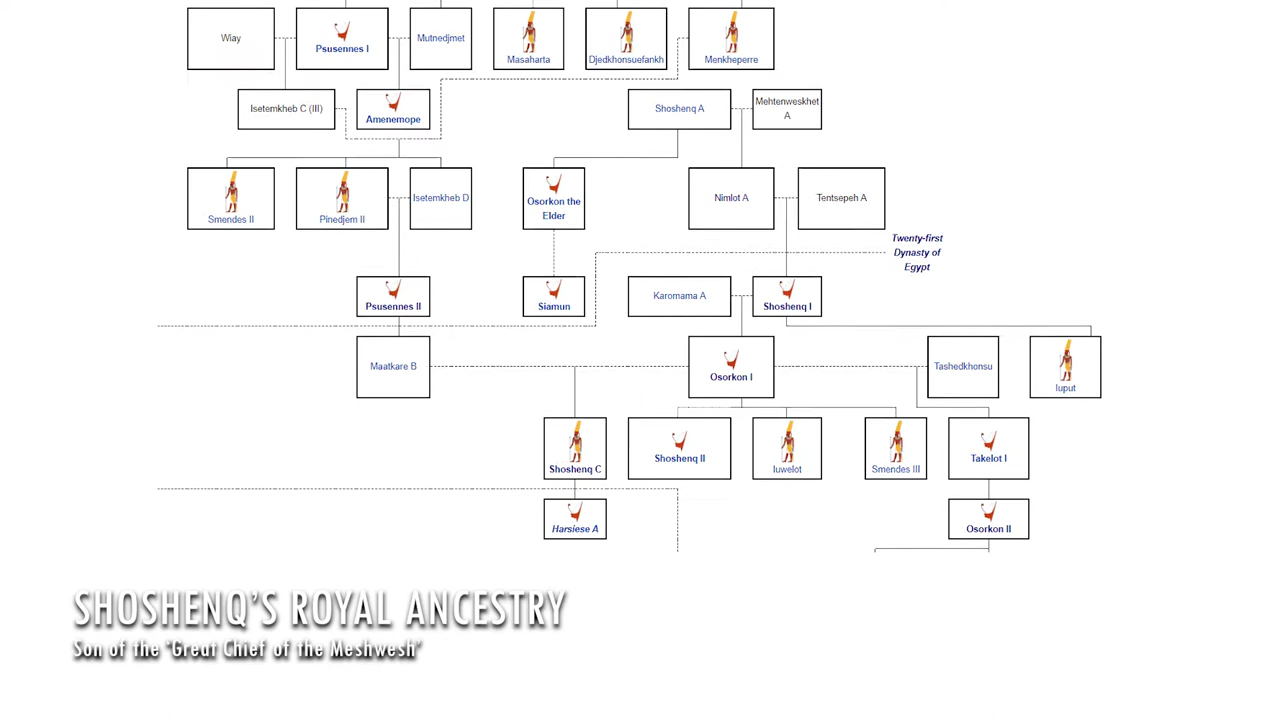 Wiay
Psusennes I
Mutnedjmet
Masaharta
Djedkhonsuefankh
Menkheperre
Isetemkheb C (III)
Amenemope
Shoshenq A
Mehtenweskhet
A
Smendes II
Pinedjem II
Isetemkheb D
Osorkon the
Elder
Nimlot A
Tentsepeh A
Twenty-first
Dynasty of
Egypt
Psusennes II
Siamun
Karomama A
Shoshenq I
Maatkare B
Osorkon I
Tashedkhonsu
Iuput
Shoshenq C
Shoshenq II
Iuwelot
Smendes III
Takelot I
Harsiese A
Osorkon II
SHOSHENQ'S ROYAL ANCESTRY
Son of the 'Great Chief of the Meshwesh'